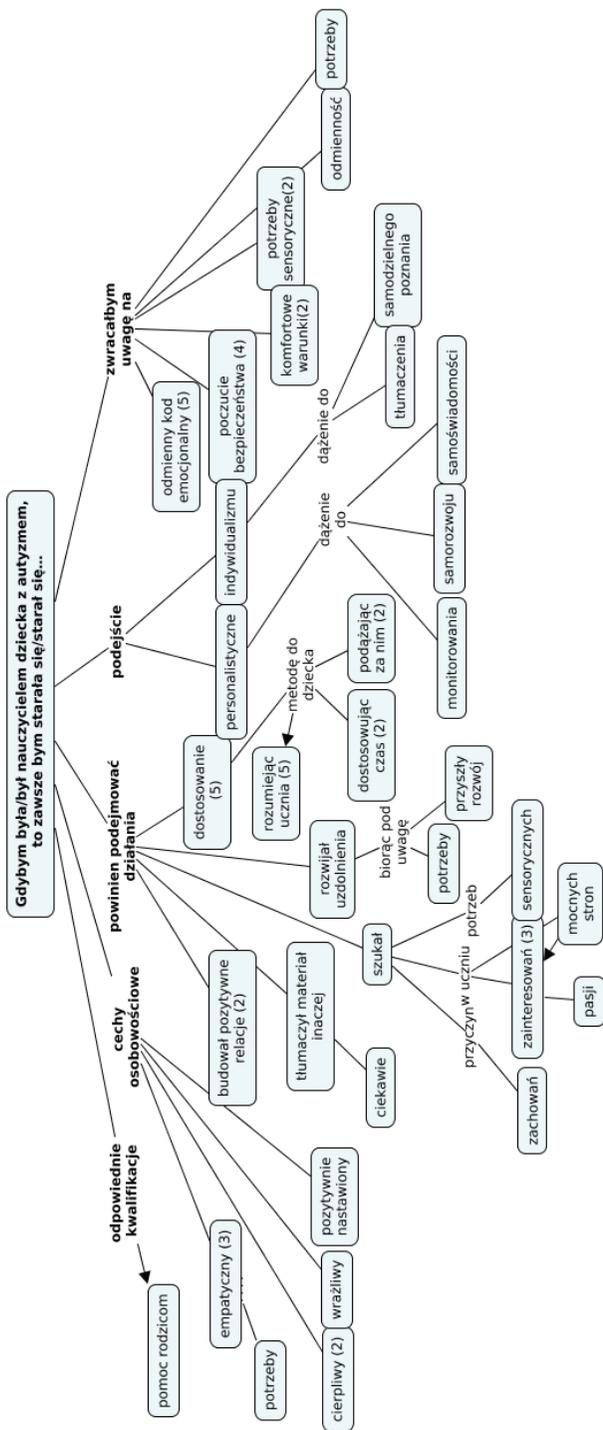 Gdybym była/był nauczycielem dziecka z autyzmem,
to zawsze bym starała się/starał się...
odpowiednie
kwalifikacje
pomoc rodzicom
cechy
osobowościowe
empatyczny (3)
potrzeby
cierpliwy (2)
wrażliwy
pozytywnie
nastawiony
powinien podejmować
działania
budował pozytywne
relacje (2)
tłumaczył materiał
inaczej
ciekawie
szukał
przyczyn
zachowań
w uczniu
zainteresowań (3)
pasji
mocnych
stron
potrzeb
sensorycznych
rozwijał
uzdolnienia
biorąc pod
uwagę
potrzeby
przyszły
rozwój
dostosowanie
(5)
metodę do
dziecka
rozumiejąc
ucznia (5)
dostosowując
czas (2)
podążając
za nim (2)
podejście
personalistyczne
dążenie
do
monitorowania
samorozwoju
samoświadomości
indywidualizmu
dążenie do
tłumaczenia
samodzielnego
poznania
zwracałbym
uwagę na
odmienny kod
emocjonalny (5)
poczucie
bezpieczeństwa (4)
komfortowe
warunki(2)
potrzeby
sensoryczne(2)
odmienność
potrzeby